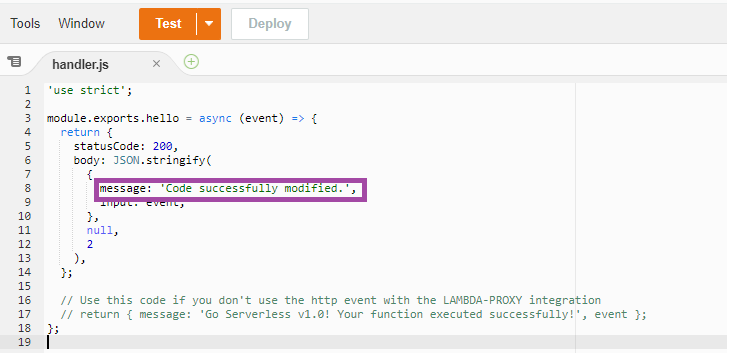 Tools Window Test Deploy
handler.js
1 'use strict';
2
3 module.exports.hello = async (event) => {
4   return {
5     statusCode: 200,
6     body: JSON.stringify(
7       {
8         message: 'Code successfully modified.',
9         input: event,
10       },
11       null,
12       2
13     ),
14   };
15
16   // Use this code if you don't use the http event with the LAMBDA-PROXY integration
17   // return { message: 'Go Serverless v1.0! Your function executed successfully!', event };
18 };
19